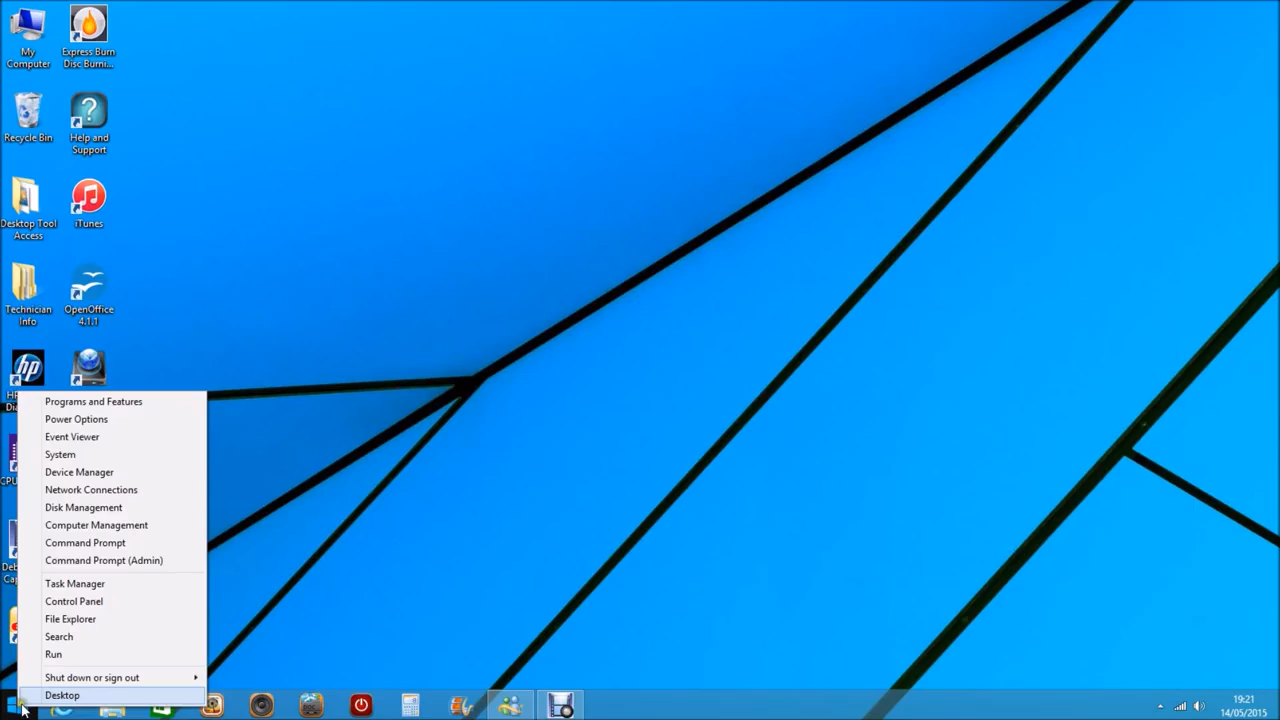 My
Computer
Express Burn
Disc Burni...
Recycle Bin
Help and
Support
Desktop Tool
Access
iTunes
Technician
Info
OpenOffice
4.1.1
hp
Programs and Features
Power Options
Event Viewer
System
Device Manager
Network Connections
Disk Management
Computer Management
Command Prompt
Command Prompt (Admin)
Task Manager
Control Panel
File Explorer
Search
Run
Shut down or sign out
Desktop
19:21
14/05/2015